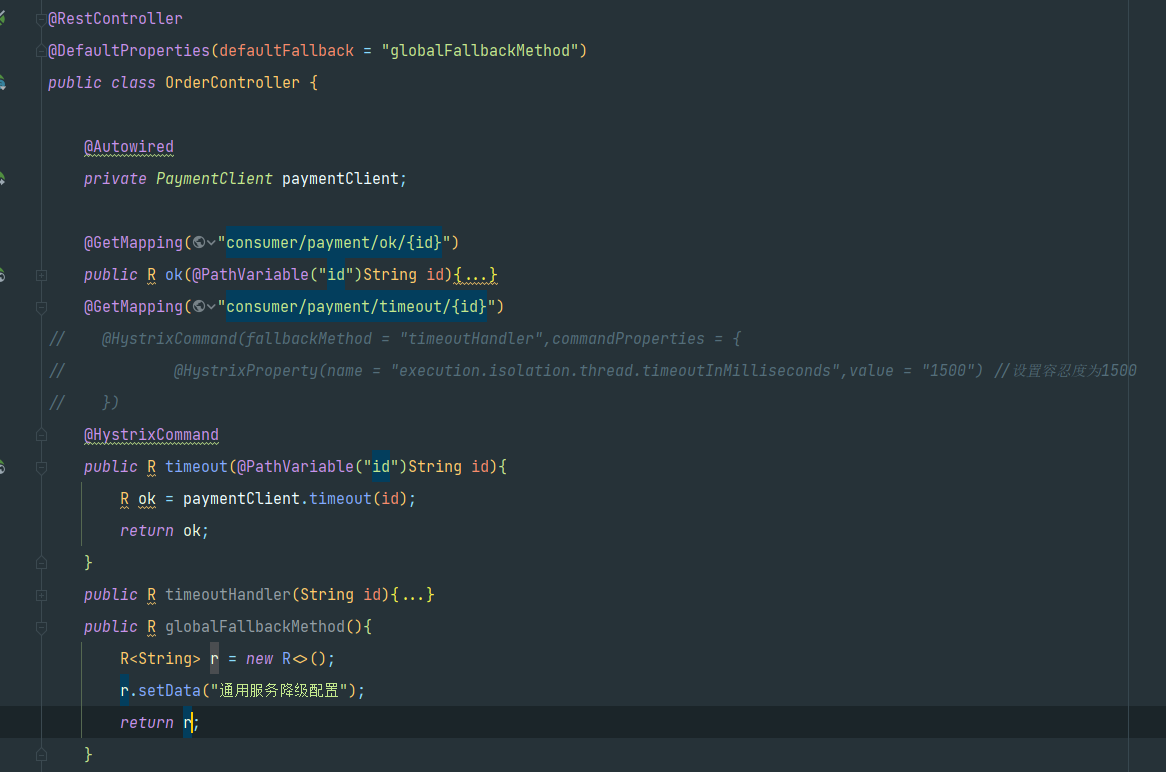 @RestController
@DefaultProperties(defaultFallback = "globalFallbackMethod")
public class OrderController {
@Autowired
private PaymentClient paymentClient;
@GetMapping("consumer/payment/ok/{id}")
public R ok(@PathVariable("id")String id){...}
@GetMapping("consumer/payment/timeout/{id}")
//    @HystrixCommand(fallbackMethod = "timeoutHandler",commandProperties = {
//            @HystrixProperty(name = "execution.isolation.thread.timeoutInMilliseconds",value = "1500") //设置容忍度为1500
//    })
@HystrixCommand
public R timeout(@PathVariable("id")String id){
R ok = paymentClient.timeout(id);
return ok;
}
public R timeoutHandler(String id){...}
public R globalFallbackMethod(){
R<String> r = new R<>();
r.setData("通用服务降级配置");
return r;
}